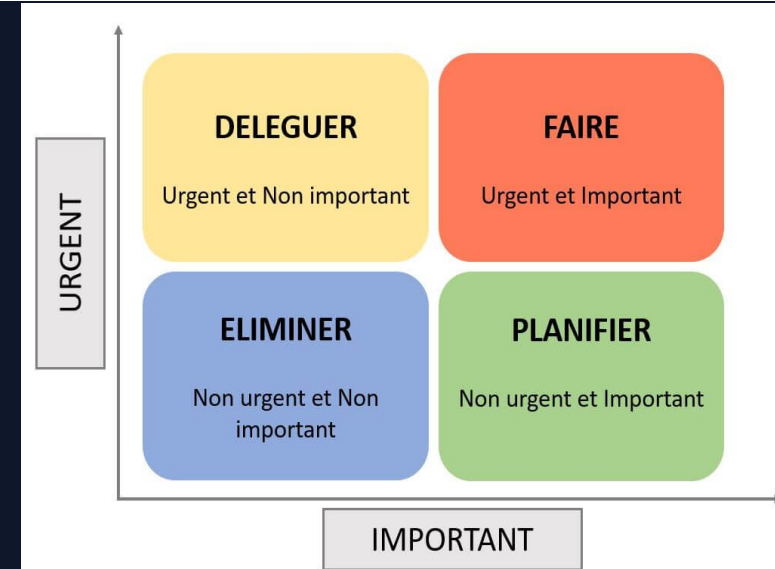 URGENT
DELEGUER
Urgent et Non important
FAIRE
Urgent et Important
ELIMINER
Non urgent et Non
important
PLANIFIER
Non urgent et Important
IMPORTANT